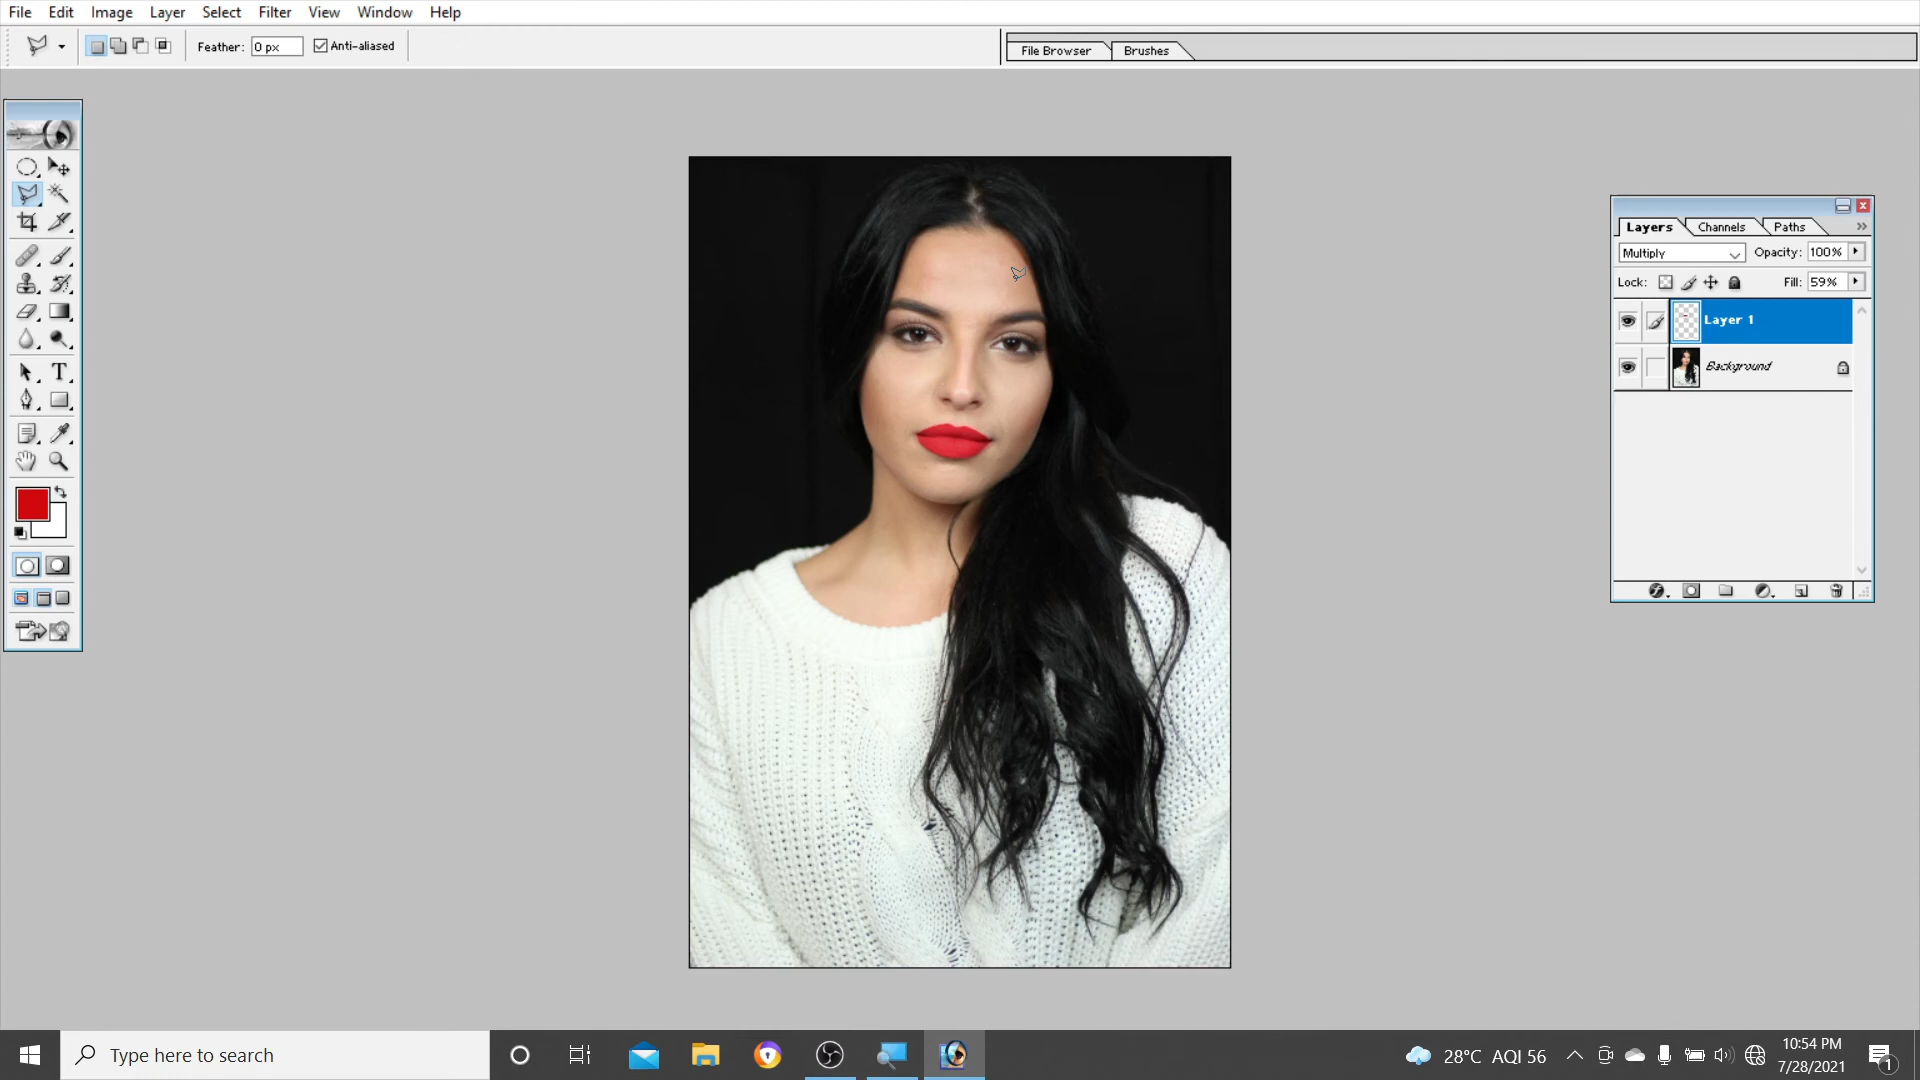 File Edit Image Layer Select Filter View Window Help
Feather: 0 px Anti-aliased
File Browser Brushes
Layers Channels Paths
Multiply Opacity: 100%
Lock: Fill: 59%
Layer 1
Background
T
Type here to search
28°C AQI 56
10:54 PM
7/28/2021
1